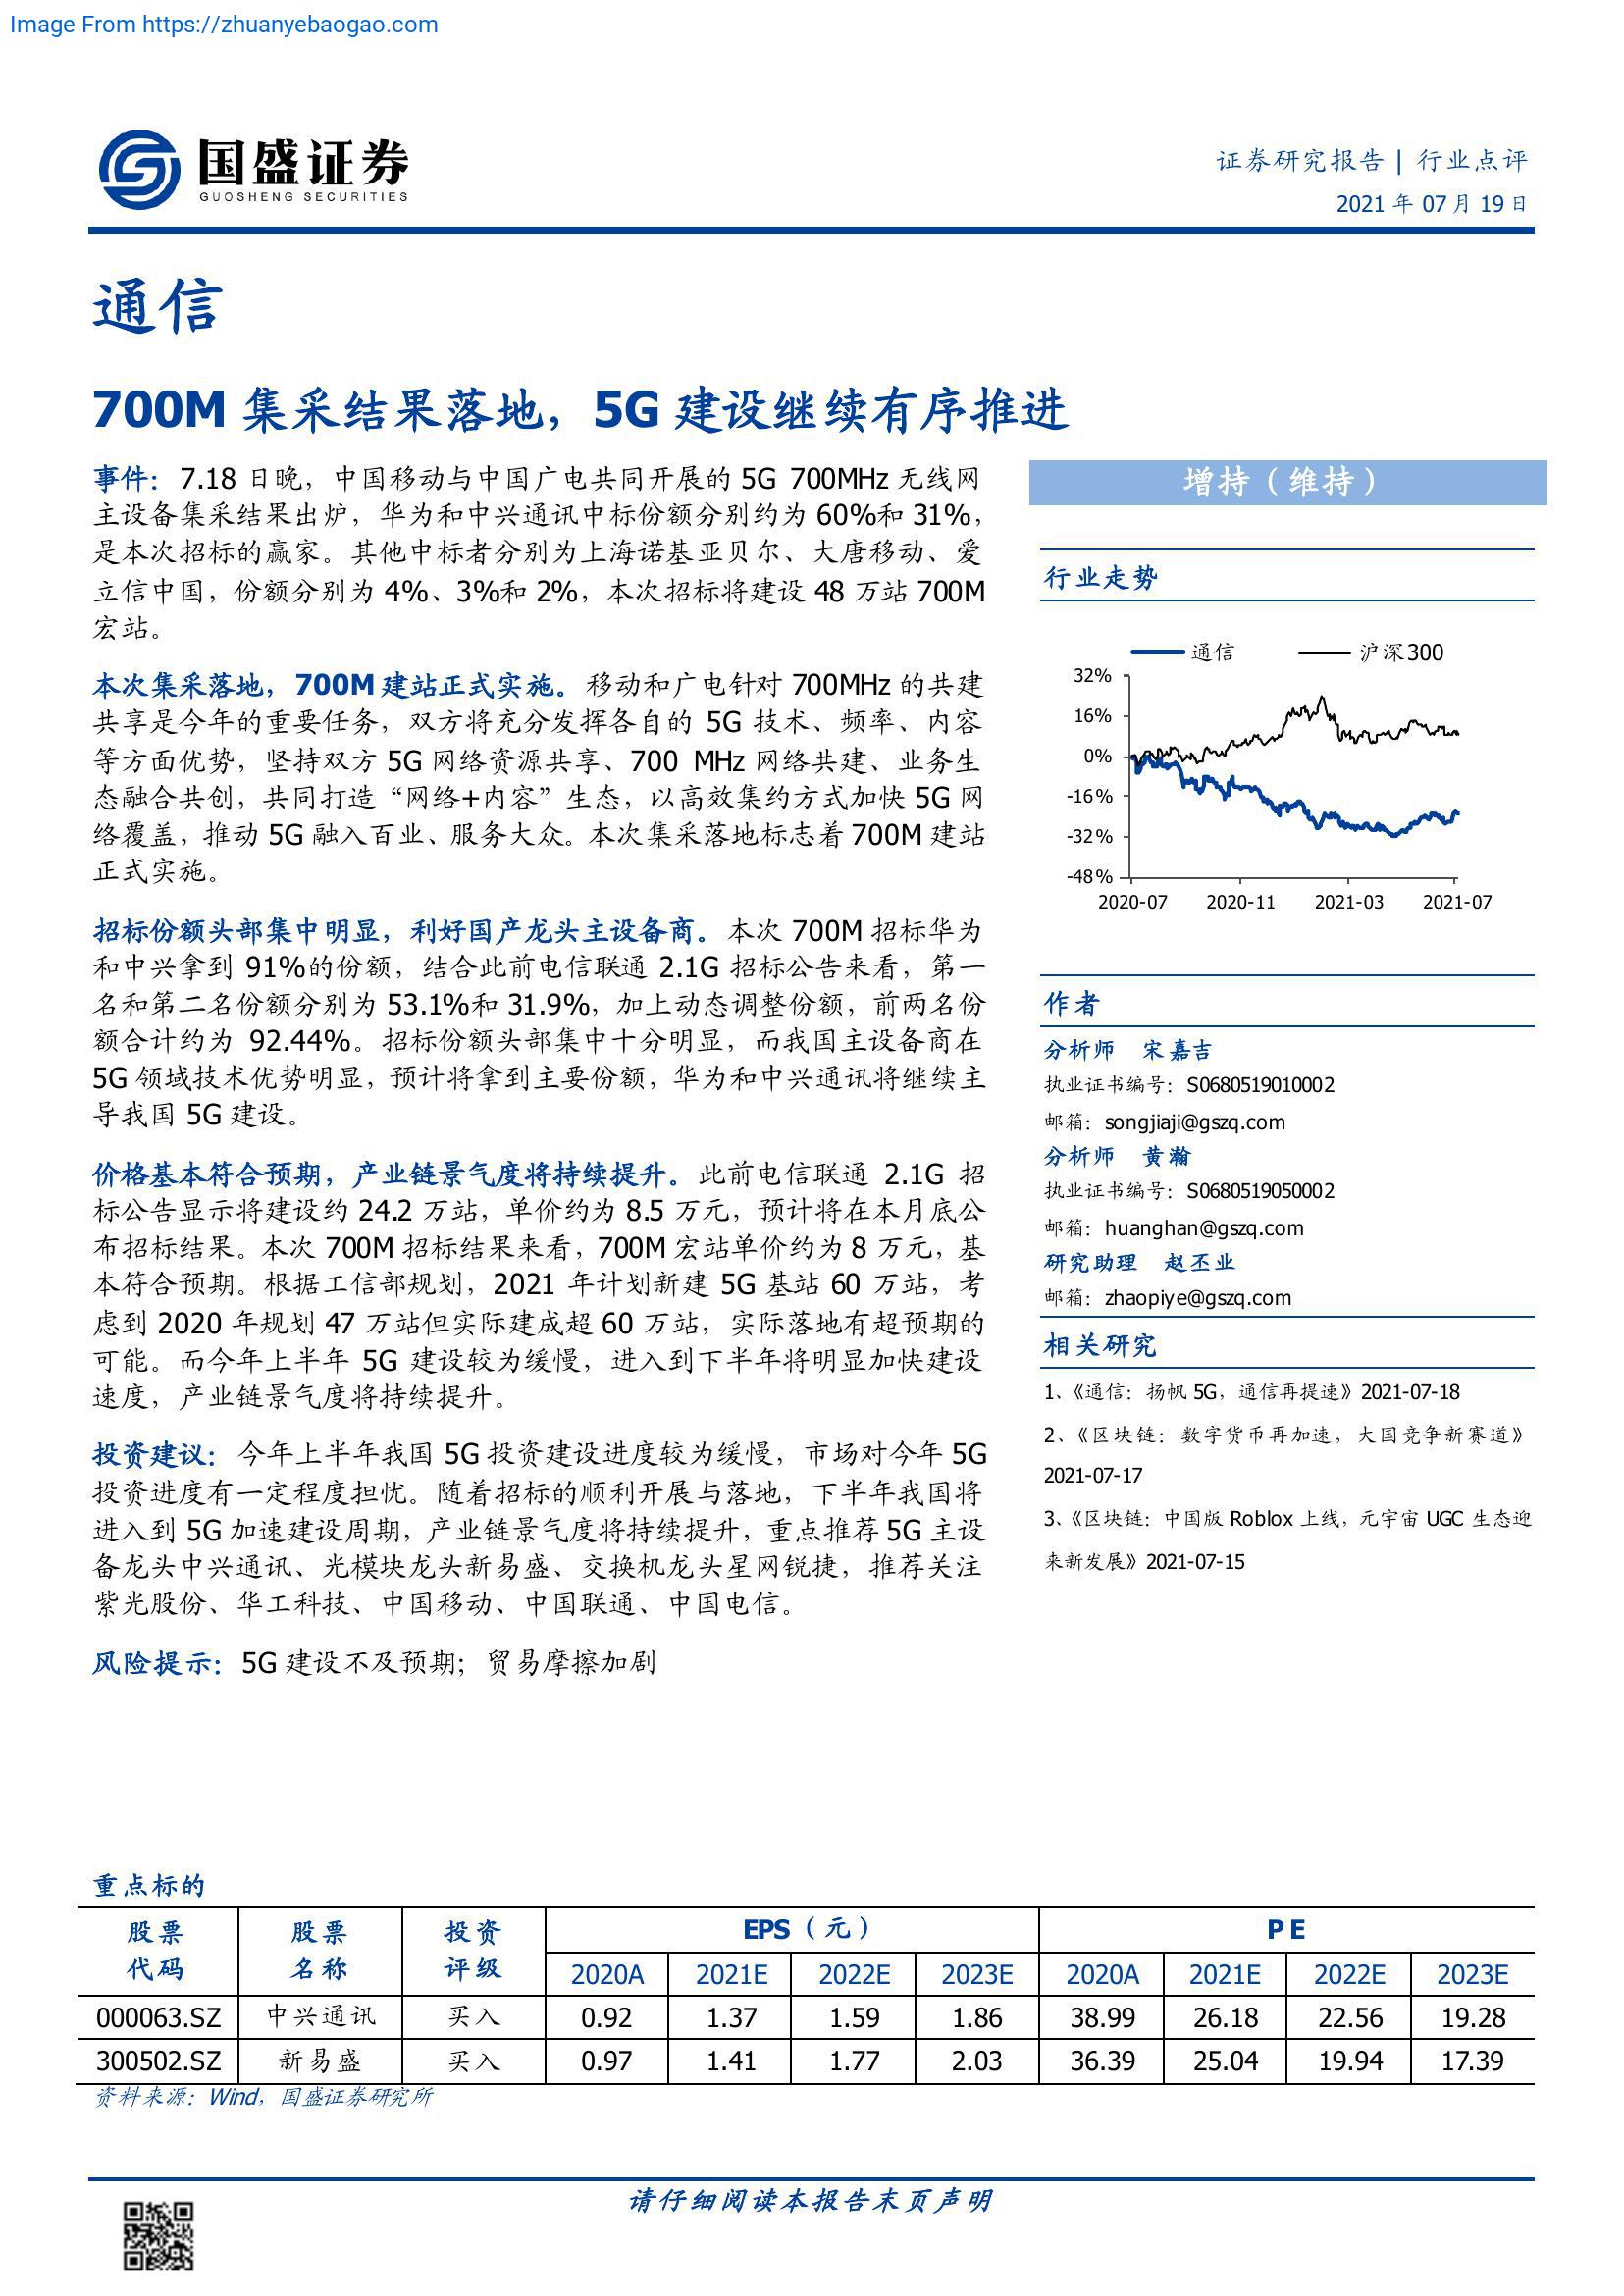 Image From https://zhuanyebaogao.com
国盛证券
GUOSHENG SECURITIES
证券研究报告 | 行业点评
2021 年 07 月 19 日
通信
700M 集采结果落地，5G 建设继续有序推进
事件：7.18 日晚，中国移动与中国广电共同开展的 5G 700MHz 无线网
主设备集采结果出炉，华为和中兴通讯中标份额分别约为 60%和 31%，
是本次招标的赢家。其他中标者分别为上海诺基亚贝尔、大唐移动、爱
立信中国，份额分别为 4%、3%和 2%，本次招标将建设 48 万站 700M
宏站。
本次集采落地，700M 建站正式实施。移动和广电针对 700MHz 的共建
共享是今年的重要任务，双方将充分发挥各自的 5G 技术、频率、内容
等方面优势，坚持双方 5G 网络资源共享、700 MHz 网络共建、业务生
态融合共创，共同打造“网络+内容”生态，以高效集约方式加快 5G 网
络覆盖，推动 5G 融入百业、服务大众。本次集采落地标志着 700M 建站
正式实施。
招标份额头部集中明显，利好国产龙头主设备商。本次 700M 招标华为
和中兴拿到 91%的份额，结合此前电信联通 2.1G 招标公告来看，第一
名和第二名份额分别为 53.1%和 31.9%，加上动态调整份额，前两名份
额合计约为 92.44%。招标份额头部集中十分明显，而我国主设备商在
5G 领域技术优势明显，预计将拿到主要份额，华为和中兴通讯将继续主
导我国 5G 建设。
价格基本符合预期，产业链景气度将持续提升。此前电信联通 2.1G 招
标公告显示将建设约 24.2 万站，单价约为 8.5 万元，预计将在本月底公
布招标结果。本次 700M 招标结果来看，700M 宏站单价约为 8 万元，基
本符合预期。根据工信部规划，2021 年计划新建 5G 基站 60 万站，考
虑到 2020 年规划 47 万站但实际建成超 60 万站，实际落地有超预期的
可能。而今年上半年 5G 建设较为缓慢，进入到下半年将明显加快建设
速度，产业链景气度将持续提升。
投资建议：今年上半年我国 5G 投资建设进度较为缓慢，市场对今年 5G
投资进度有一定程度担忧。随着招标的顺利开展与落地，下半年我国将
进入到 5G 加速建设周期，产业链景气度将持续提升，重点推荐 5G 主设
备龙头中兴通讯、光模块龙头新易盛、交换机龙头星网锐捷，推荐关注
紫光股份、华工科技、中国移动、中国联通、中国电信。
风险提示：5G 建设不及预期；贸易摩擦加剧
增持（维持）
行业走势
通信 沪深300
32%
16%
0%
-16%
-32%
-48%
2020-07 2020-11 2021-03 2021-07
作者
分析师 宋嘉吉
执业证书编号：S0680519010002
邮箱：songjiaji@gszq.com
分析师 黄瀚
执业证书编号：S0680519050002
邮箱：huanghan@gszq.com
研究助理 赵丕业
邮箱：zhaopiye@gszq.com
相关研究
1、《通信：扬帆 5G，通信再提速》2021-07-18
2、《区块链：数字货币再加速，大国竞争新赛道》
2021-07-17
3、《区块链：中国版 Roblox 上线，元宇宙 UGC 生态迎
来新发展》2021-07-15
重点标的
股票 股票 投资 EPS（元） P E
代码 名称 评级 2020A 2021E 2022E 2023E 2020A 2021E 2022E 2023E
000063.SZ 中兴通讯 买入 0.92 1.37 1.59 1.86 38.99 26.18 22.56 19.28
300502.SZ 新易盛 买入 0.97 1.41 1.77 2.03 36.39 25.04 19.94 17.39
资料来源：Wind，国盛证券研究所
请仔细阅读本报告末页声明